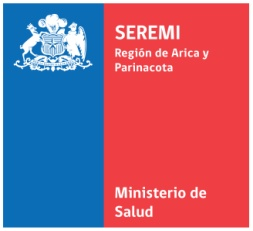 SEREMI
Región de Arica y
Parinacota
Ministerio de
Salud